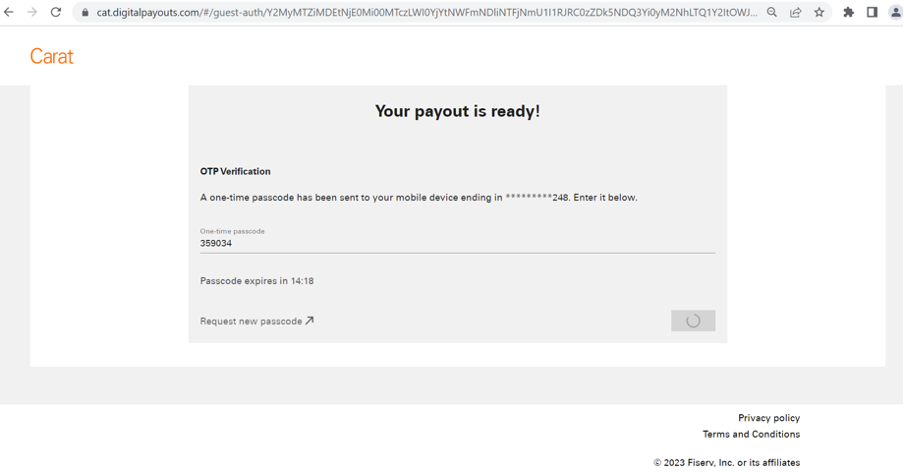 cat.digitalpayouts.com/#/guest-auth/Y2MyMTZiMDEtNjE0Mi00MTczLWI0YjYtNWFmNDliNTFjNmU1I1RJRC0zZDk5NDQ3Yi0yM2NhLTQ1Y2ItOWJ...
Carat
Your payout is ready!
OTP Verification
A one-time passcode has been sent to your mobile device ending in *********248. Enter it below.
One-time passcode
359034
Passcode expires in 14:18
Request new passcode
Privacy policy
Terms and Conditions
© 2023 Fiserv, Inc. or its affiliates